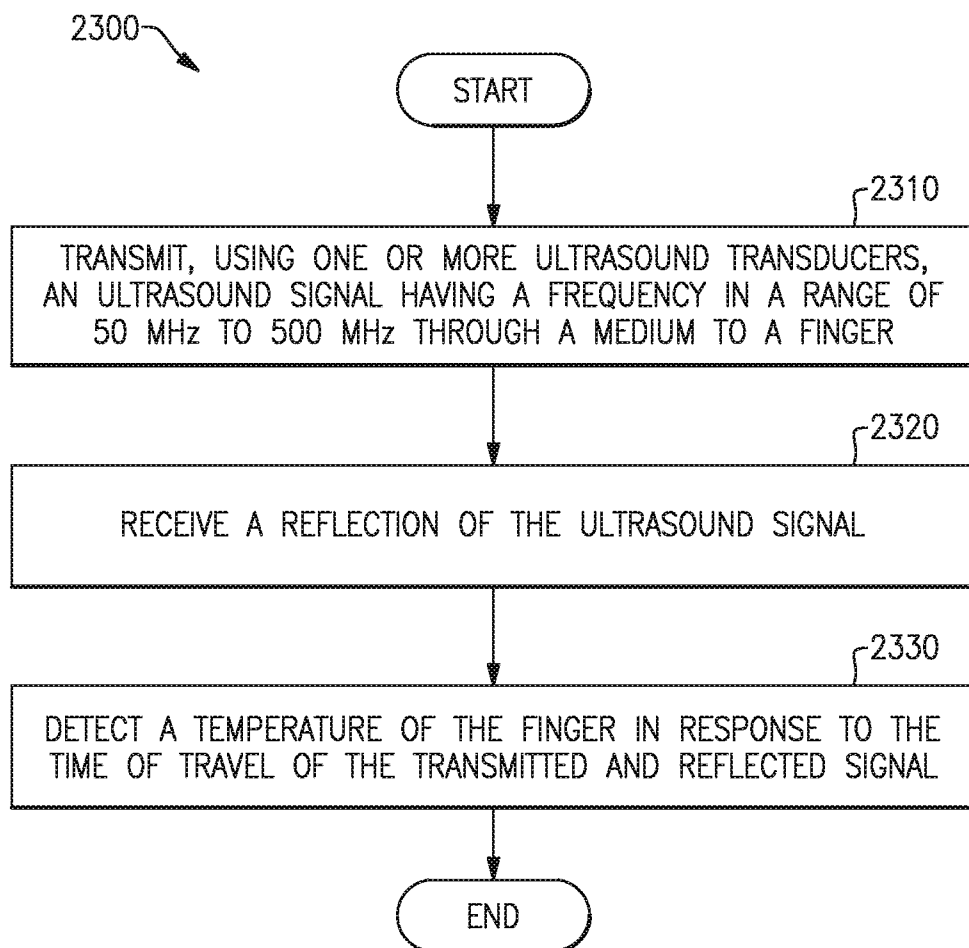 2300
START
2310
TRANSMIT, USING ONE OR MORE ULTRASOUND TRANSDUCERS,
AN ULTRASOUND SIGNAL HAVING A FREQUENCY IN A RANGE OF
50 MHz TO 500 MHz THROUGH A MEDIUM TO A FINGER
2320
RECEIVE A REFLECTION OF THE ULTRASOUND SIGNAL
2330
DETECT A TEMPERATURE OF THE FINGER IN RESPONSE TO THE
TIME OF TRAVEL OF THE TRANSMITTED AND REFLECTED SIGNAL
END